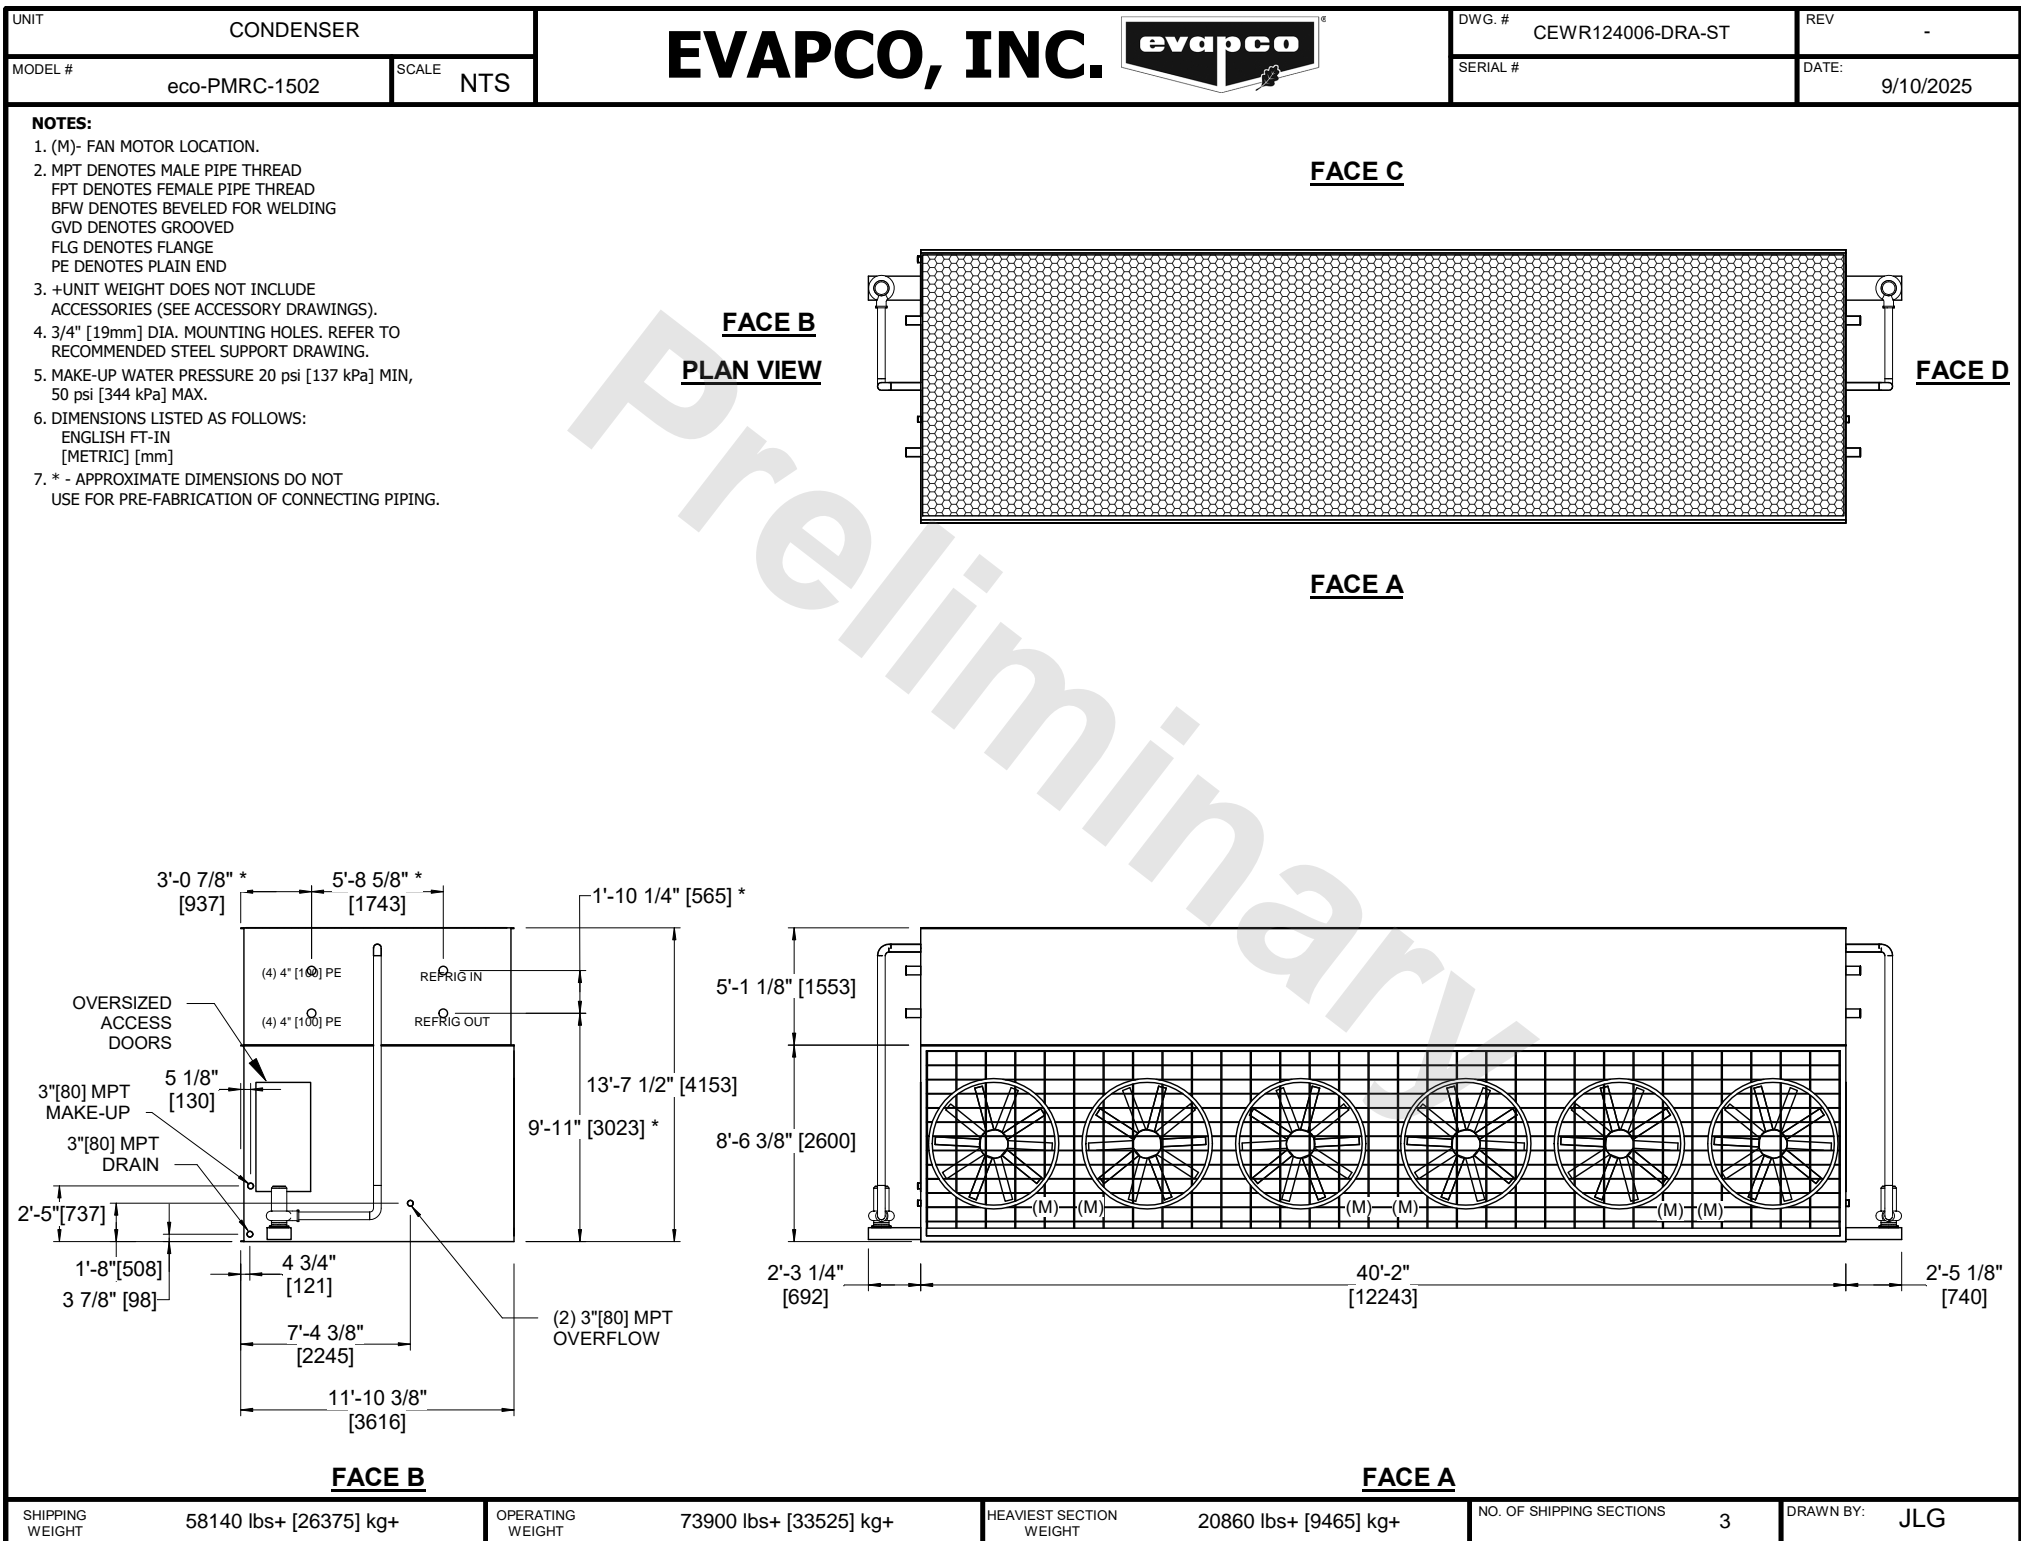 UNIT
CONDENSER
MODEL #
eco-PMRC-1502
SCALE
NTS
EVAPCO, INC.
evapco
®
DWG. #
CEWR124006-DRA-ST
REV
-
SERIAL #
DATE:
9/10/2025
NOTES:
1. (M)- FAN MOTOR LOCATION.
2. MPT DENOTES MALE PIPE THREAD
FPT DENOTES FEMALE PIPE THREAD
BFW DENOTES BEVELED FOR WELDING
GVD DENOTES GROOVED
FLG DENOTES FLANGE
PE DENOTES PLAIN END
3. +UNIT WEIGHT DOES NOT INCLUDE
ACCESSORIES (SEE ACCESSORY DRAWINGS).
4. 3/4" [19mm] DIA. MOUNTING HOLES. REFER TO
RECOMMENDED STEEL SUPPORT DRAWING.
5. MAKE-UP WATER PRESSURE 20 psi [137 kPa] MIN,
50 psi [344 kPa] MAX.
6. DIMENSIONS LISTED AS FOLLOWS:
ENGLISH FT-IN
[METRIC] [mm]
7. * - APPROXIMATE DIMENSIONS DO NOT
USE FOR PRE-FABRICATION OF CONNECTING PIPING.
FACE C
FACE B
PLAN VIEW
FACE D
FACE A
Preliminary
3'-0 7/8" *
[937]
5'-8 5/8" *
[1743]
1'-10 1/4" [565] *
(4) 4" [100] PE
REFRIG IN
(4) 4" [100] PE
REFRIG OUT
OVERSIZED
ACCESS
DOORS
5 1/8"
[130]
3"[80] MPT
MAKE-UP
3"[80] MPT
DRAIN
2'-5"[737]
1'-8"[508]
3 7/8" [98]
4 3/4"
[121]
7'-4 3/8"
[2245]
11'-10 3/8"
[3616]
13'-7 1/2" [4153]
9'-11" [3023] *
(2) 3"[80] MPT
OVERFLOW
5'-1 1/8" [1553]
8'-6 3/8" [2600]
(M) (M) (M) (M) (M) (M)
2'-3 1/4"
[692]
40'-2"
[12243]
2'-5 1/8"
[740]
FACE B
FACE A
SHIPPING
WEIGHT
58140 lbs+ [26375] kg+
OPERATING
WEIGHT
73900 lbs+ [33525] kg+
HEAVIEST SECTION
WEIGHT
20860 lbs+ [9465] kg+
NO. OF SHIPPING SECTIONS
3
DRAWN BY:
JLG